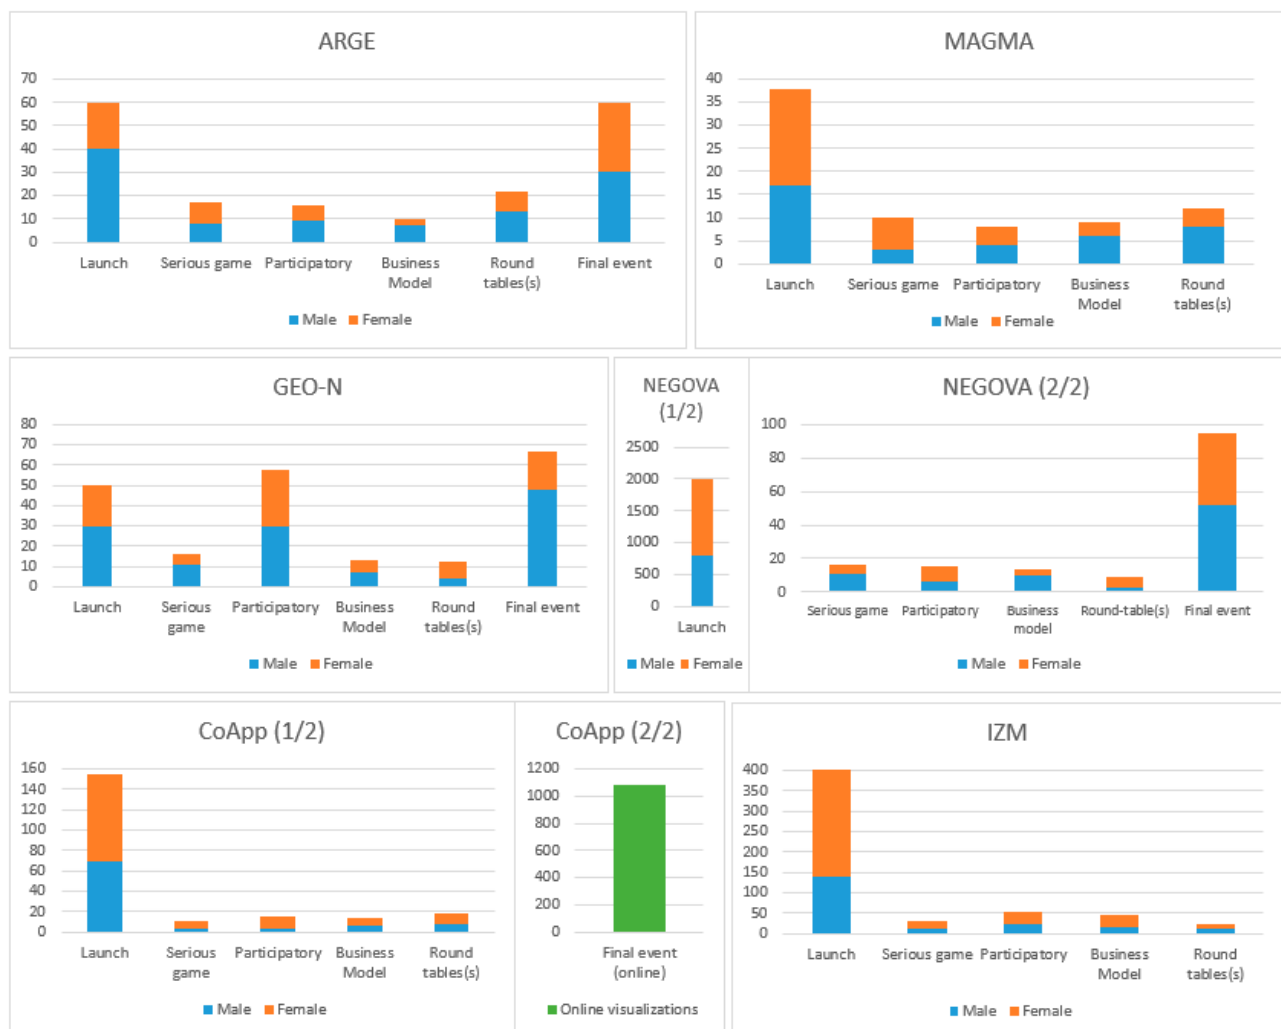 ARGE
70
60
50
40
30
20
10
0
Launch Serious game Participatory Business Model Round tables(s) Final event
Male Female
MAGMA
40
35
30
25
20
15
10
5
0
Launch Serious game Participatory Business Model Round tables(s)
Male Female
GEO-N
80
70
60
50
40
30
20
10
0
Launch Serious game Participatory Business Model Round tables(s) Final event
Male Female
NEGOVA
(1/2)
2500
2000
1500
1000
500
0
Launch
Male Female
NEGOVA (2/2)
100
80
60
40
20
0
Serious game Participatory Business model Round-table(s) Final event
Male Female
CoApp (1/2)
160
140
120
100
80
60
40
20
0
Launch Serious game Participatory Business Model Round tables(s)
Male Female
CoApp (2/2)
1200
1000
800
600
400
200
0
Final event
(online)
Online visualizations
IZM
400
350
300
250
200
150
100
50
0
Launch Serious game Participatory Business Model Round tables(s)
Male Female